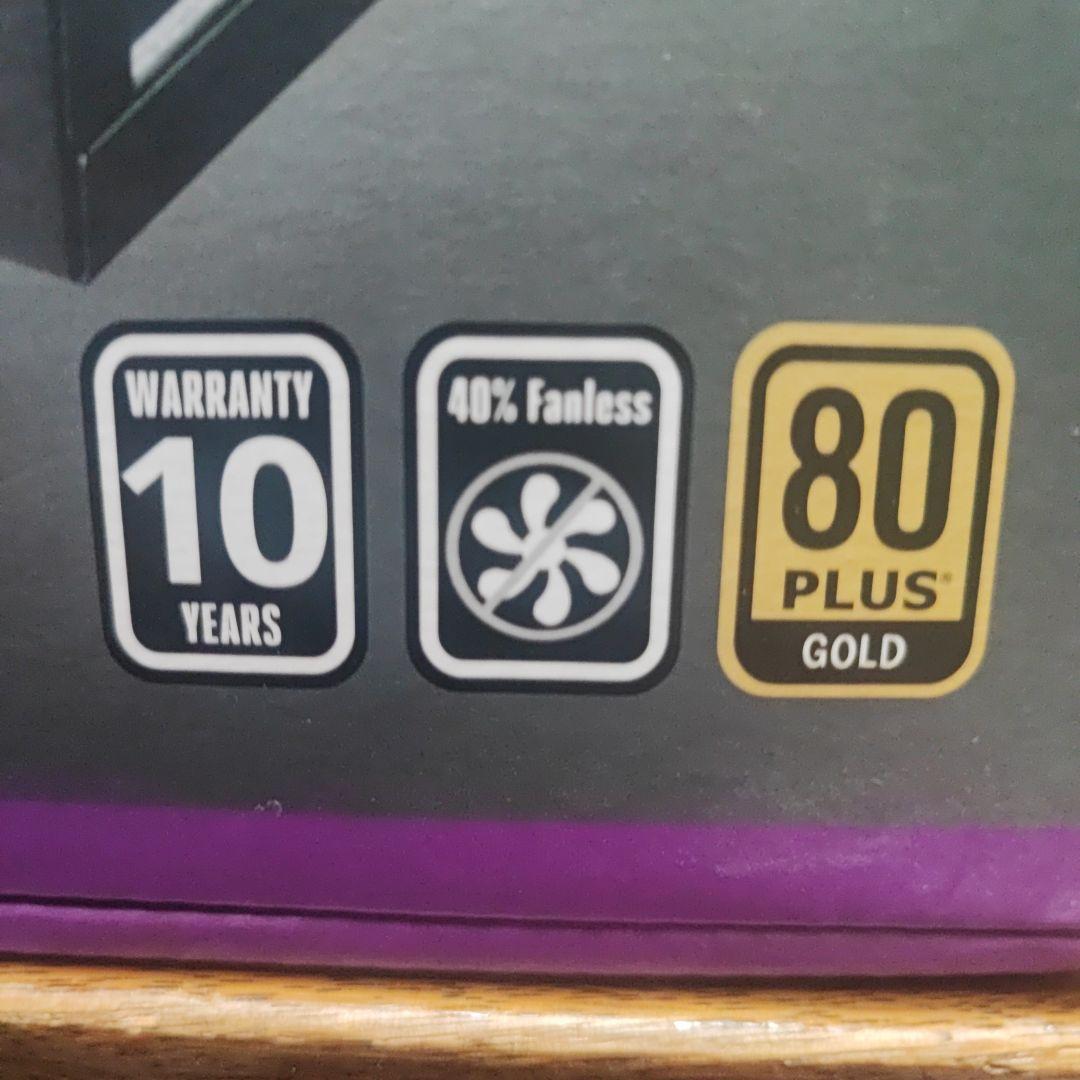 WARRANTY
10
YEARS
40% Fanless
80
PLUS®
GOLD